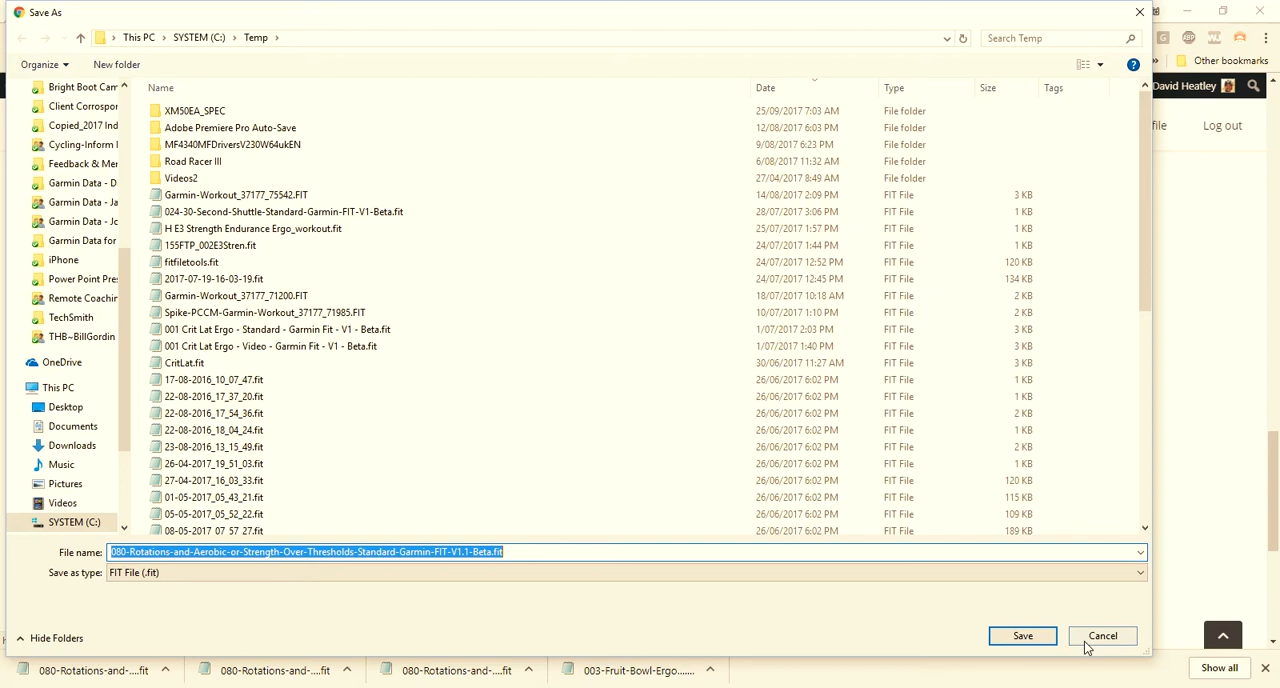 Save As
This PC > SYSTEM (C:) > Temp >
Search Temp
Other bookmarks
Organize
New folder
David Heatley
file
Log out
Name Date Type Size Tags
Bright Boot Cam
Client Correspor
Copied_2017 Ind
Cycling-Inform I
Feedback & Mer
Garmin Data - D
Garmin Data - Ja
Garmin Data - Jo
Garmin Data for
iPhone
Power Point Pre
Remote Coachin
TechSmith
THB~BillGordin
OneDrive
This PC
Desktop
Documents
Downloads
Music
Pictures
Videos
SYSTEM (C:)
XM50EA_SPEC 25/09/2017 7:03 AM File folder
Adobe Premiere Pro Auto-Save 12/08/2017 6:03 PM File folder
MF4340MFDriversV230W64ukEN 9/08/2017 6:23 PM File folder
Road Racer III 6/08/2017 11:32 AM File folder
Videos2 27/04/2017 8:49 AM File folder
Garmin-Workout_37177_75542.FIT 14/08/2017 2:09 PM FIT File 3 KB
024-30-Second-Shuttle-Standard-Garmin-FIT-V1-Beta.fit 28/07/2017 3:06 PM FIT File 1 KB
H E3 Strength Endurance Ergo_workout.fit 25/07/2017 1:57 PM FIT File 1 KB
155FTP_002E3Stren.fit 24/07/2017 1:44 PM FIT File 1 KB
fitfiletools.fit 24/07/2017 12:52 PM FIT File 120 KB
2017-07-19-16-03-19.fit 24/07/2017 12:45 PM FIT File 134 KB
Garmin-Workout_37177_71200.FIT 18/07/2017 10:18 AM FIT File 2 KB
Spike-PCCM-Garmin-Workout_37177_71985.FIT 10/07/2017 1:10 PM FIT File 2 KB
001 Crit Lat Ergo - Standard - Garmin Fit - V1 - Beta.fit 1/07/2017 2:03 PM FIT File 3 KB
001 Crit Lat Ergo - Video - Garmin Fit - V1 - Beta.fit 1/07/2017 1:40 PM FIT File 3 KB
CritLat.fit 30/06/2017 11:27 AM FIT File 3 KB
17-08-2016_10_07_47.fit 26/06/2017 6:02 PM FIT File 1 KB
22-08-2016_17_37_20.fit 26/06/2017 6:02 PM FIT File 1 KB
22-08-2016_17_54_36.fit 26/06/2017 6:02 PM FIT File 2 KB
22-08-2016_18_04_24.fit 26/06/2017 6:02 PM FIT File 1 KB
23-08-2016_13_15_49.fit 26/06/2017 6:02 PM FIT File 2 KB
26-04-2017_19_51_03.fit 26/06/2017 6:02 PM FIT File 1 KB
27-04-2017_16_03_33.fit 26/06/2017 6:02 PM FIT File 120 KB
01-05-2017_05_43_21.fit 26/06/2017 6:02 PM FIT File 115 KB
05-05-2017_05_52_22.fit 26/06/2017 6:02 PM FIT File 109 KB
08-05-2017_07_57_27.fit 26/06/2017 6:02 PM FIT File 189 KB
File name: 080-Rotations-and-Aerobic-or-Strength-Over-Thresholds-Standard-Garmin-FIT-V1.1-Beta.fit
Save as type: FIT File (.fit)
Hide Folders
Save
Cancel
080-Rotations-and-....fit
080-Rotations-and-....fit
080-Rotations-and-....fit
003-Fruit-Bowl-Ergo.......fit
Show all